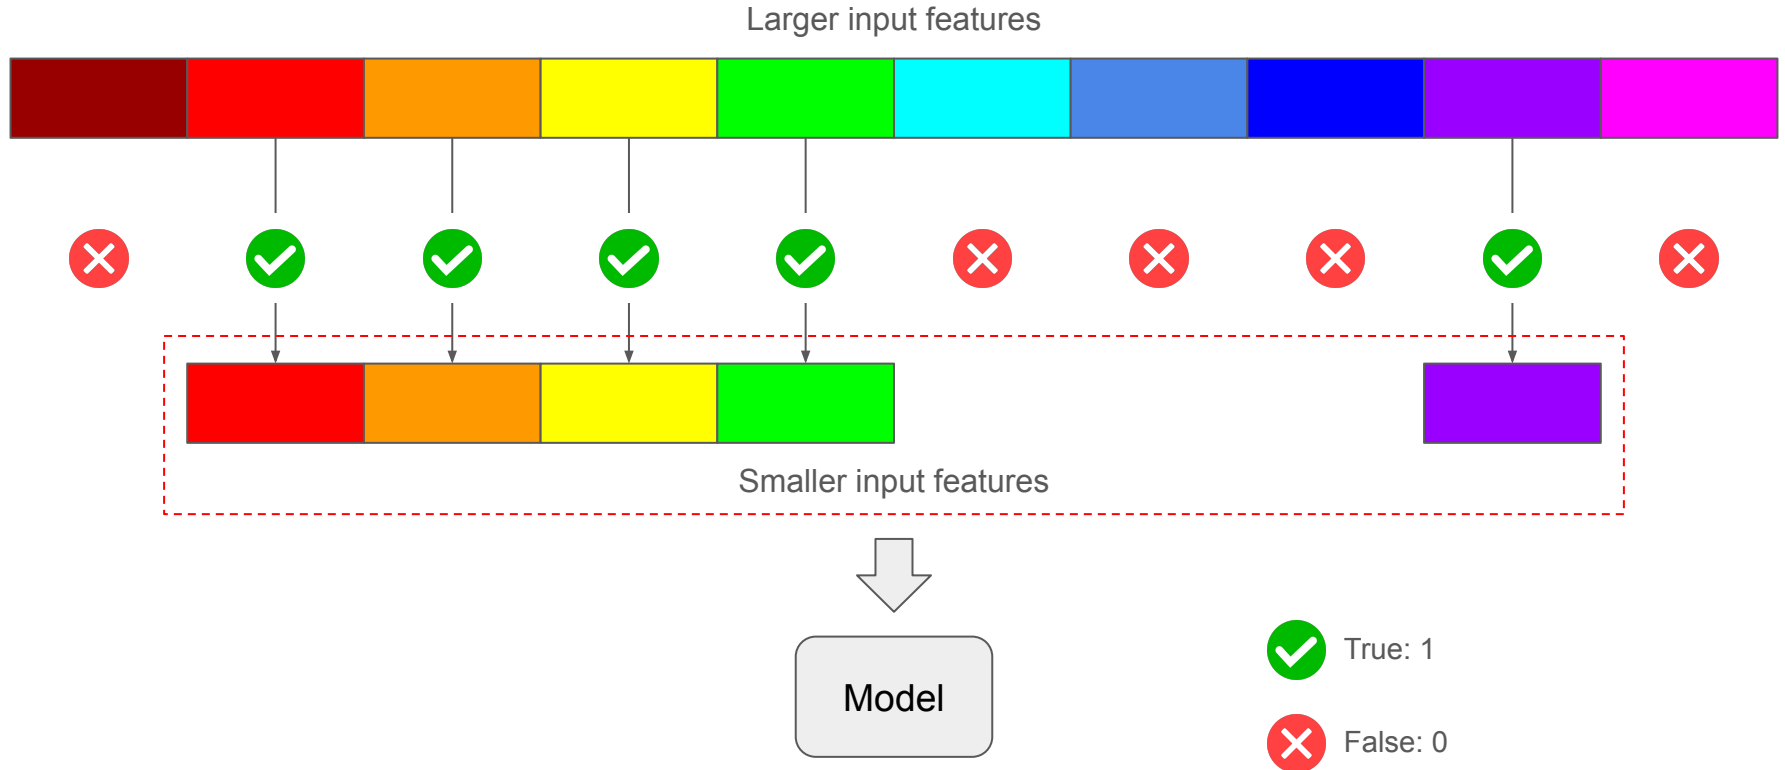 Larger input features
Smaller input features
Model
True: 1
False: 0